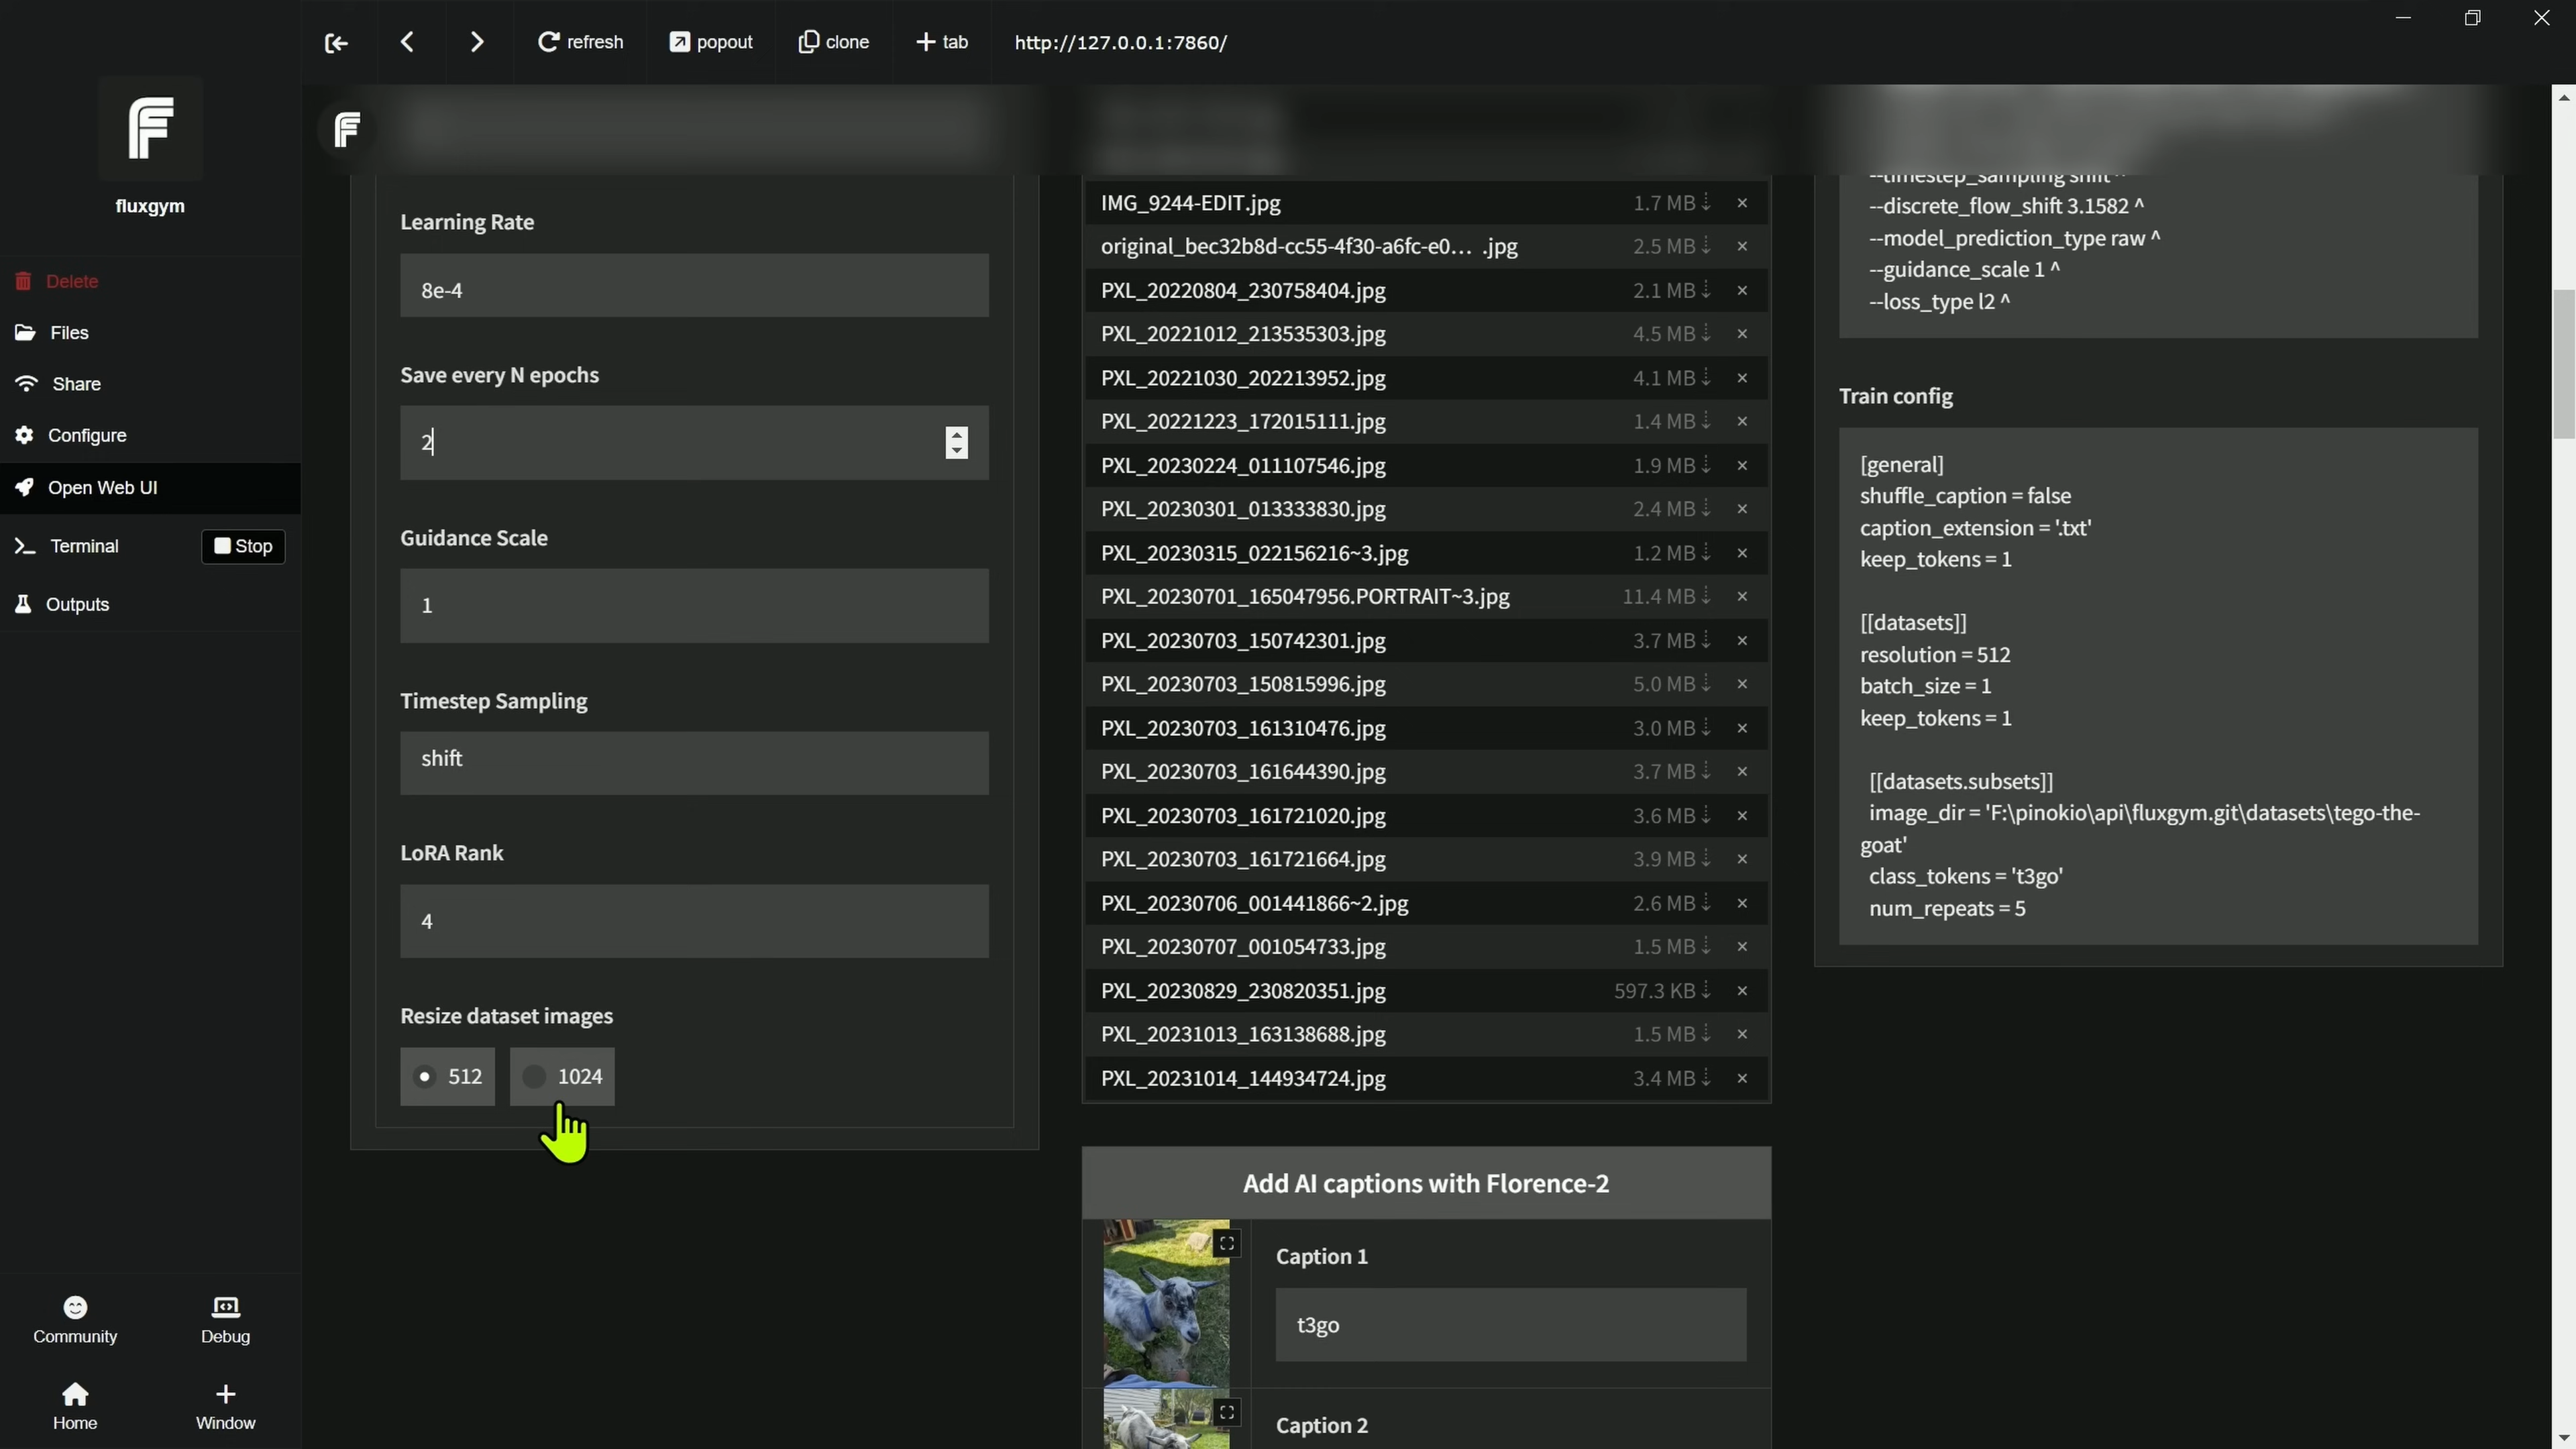 refresh
popout
clone
tab
http://127.0.0.1:7860/
fluxgym
Delete
Files
Share
Configure
Open Web UI
Terminal
Stop
Outputs
Community
Debug
Home
Window
Learning Rate
8e-4
Save every N epochs
2
Guidance Scale
1
Timestep Sampling
shift
LoRA Rank
4
Resize dataset images
512
1024
IMG_9244-EDIT.jpg 1.7 MB⇣ ×
original_bec32b8d-cc55-4f30-a6fc-e0... .jpg 2.5 MB⇣ ×
PXL_20220804_230758404.jpg 2.1 MB⇣ ×
PXL_20221012_213535303.jpg 4.5 MB⇣ ×
PXL_20221030_202213952.jpg 4.1 MB⇣ ×
PXL_20221223_172015111.jpg 1.4 MB⇣ ×
PXL_20230224_011107546.jpg 1.9 MB⇣ ×
PXL_20230301_013333830.jpg 2.4 MB⇣ ×
PXL_20230315_022156216~3.jpg 1.2 MB⇣ ×
PXL_20230701_165047956.PORTRAIT~3.jpg 11.4 MB⇣ ×
PXL_20230703_150742301.jpg 3.7 MB⇣ ×
PXL_20230703_150815996.jpg 5.0 MB⇣ ×
PXL_20230703_161310476.jpg 3.0 MB⇣ ×
PXL_20230703_161644390.jpg 3.7 MB⇣ ×
PXL_20230703_161721020.jpg 3.6 MB⇣ ×
PXL_20230703_161721664.jpg 3.9 MB⇣ ×
PXL_20230706_001441866~2.jpg 2.6 MB⇣ ×
PXL_20230707_001054733.jpg 1.5 MB⇣ ×
PXL_20230829_230820351.jpg 597.3 KB⇣ ×
PXL_20231013_163138688.jpg 1.5 MB⇣ ×
PXL_20231014_144934724.jpg 3.4 MB⇣ ×
Add AI captions with Florence-2
Caption 1
t3go
Caption 2
--timestep_sampling shift ^
--discrete_flow_shift 3.1582 ^
--model_prediction_type raw ^
--guidance_scale 1 ^
--loss_type l2 ^
Train config
[general]
shuffle_caption = false
caption_extension = '.txt'
keep_tokens = 1
[[datasets]]
resolution = 512
batch_size = 1
keep_tokens = 1
[[datasets.subsets]]
image_dir = 'F:\pinokio\api\fluxgym.git\datasets\tego-the-
goat'
class_tokens = 't3go'
num_repeats = 5